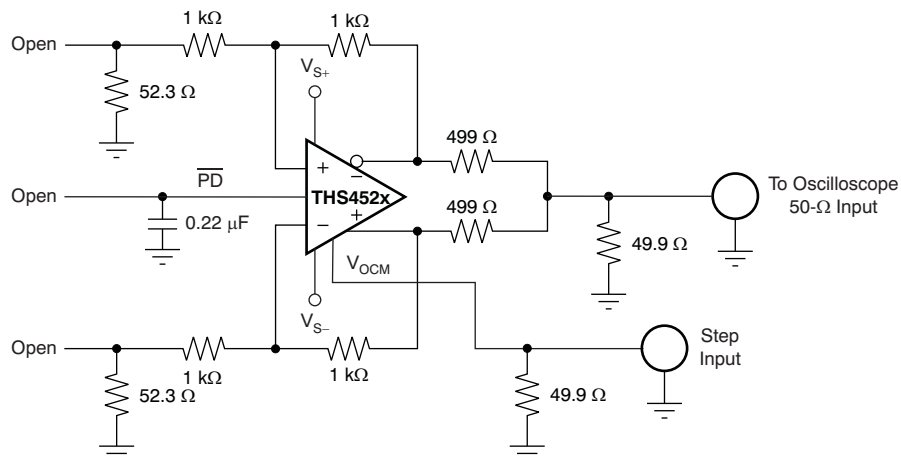 1 kΩ
1 kΩ
Open
V_S+
52.3 Ω
499 Ω
PD
+
−
Open
THS452x
To Oscilloscope
50-Ω Input
0.22 µF
−
+
499 Ω
49.9 Ω
V_OCM
V_S−
Open
Step
Input
1 kΩ
1 kΩ
52.3 Ω
49.9 Ω